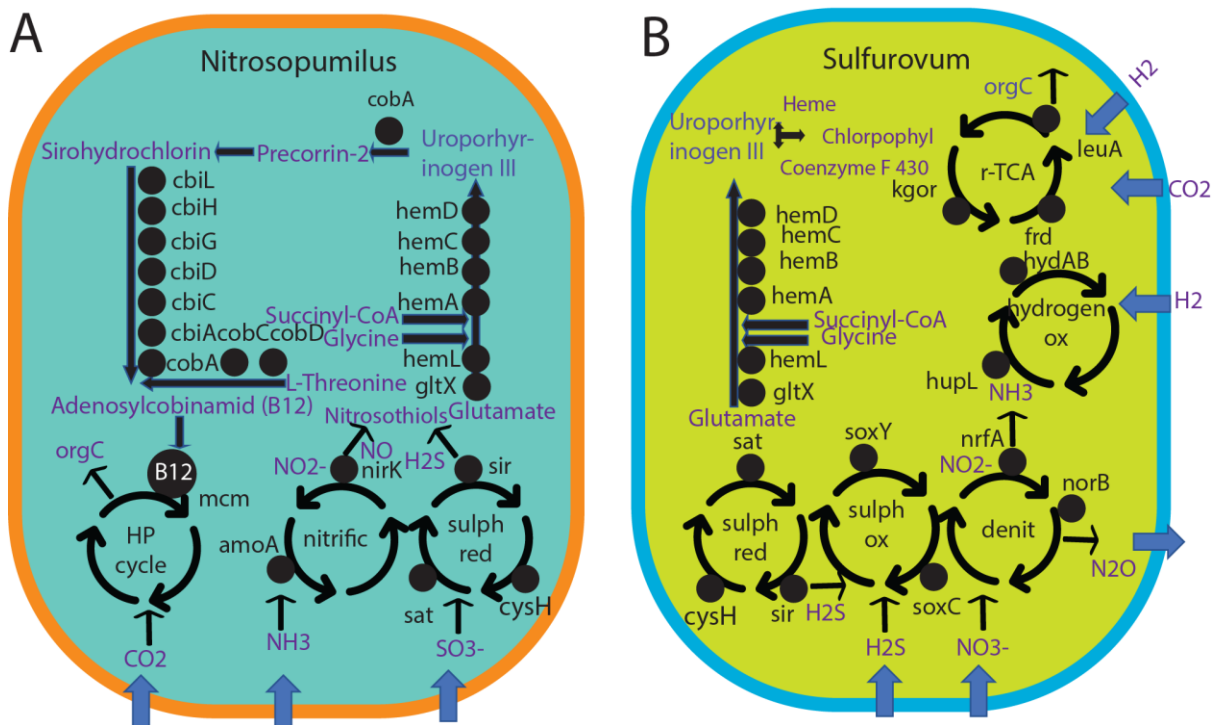 A
Nitrosopumilus
cobA
Sirohydrochlorin
Precorrin-2
Uroporhyr-
inogen III
cbiL
cbiH
cbiG
cbiD
cbiC
cbiAcobCcobD
cobA
hemD
hemC
hemB
hemA
Succinyl-CoA
Glycine
hemL
gltX
L-Threonine
Adenosylcobinamid (B12)
Nitrosothiols
Glutamate
orgC
B12
mcm
HP
cycle
CO2
NO2-
NO
nirK
amoA
nitrific
NH3
H2S
sir
sulph
red
sat
cysH
SO3-
B
Sulfurovum
Uroporhyr
inogen III
Heme
Chlorpophyl
Coenzyme F 430
orgC
H2
leuA
r-TCA
kgor
frd
CO2
hydAB
hydrogen
ox
H2
hupL
NH3
hemD
hemC
hemB
hemA
Succinyl-CoA
Glycine
hemL
gltX
Glutamate
sat
sulph
red
cysH
sir
H2S
soxY
sulph
ox
soxC
H2S
nrfA
NO2-
norB
denit
N2O
NO3-